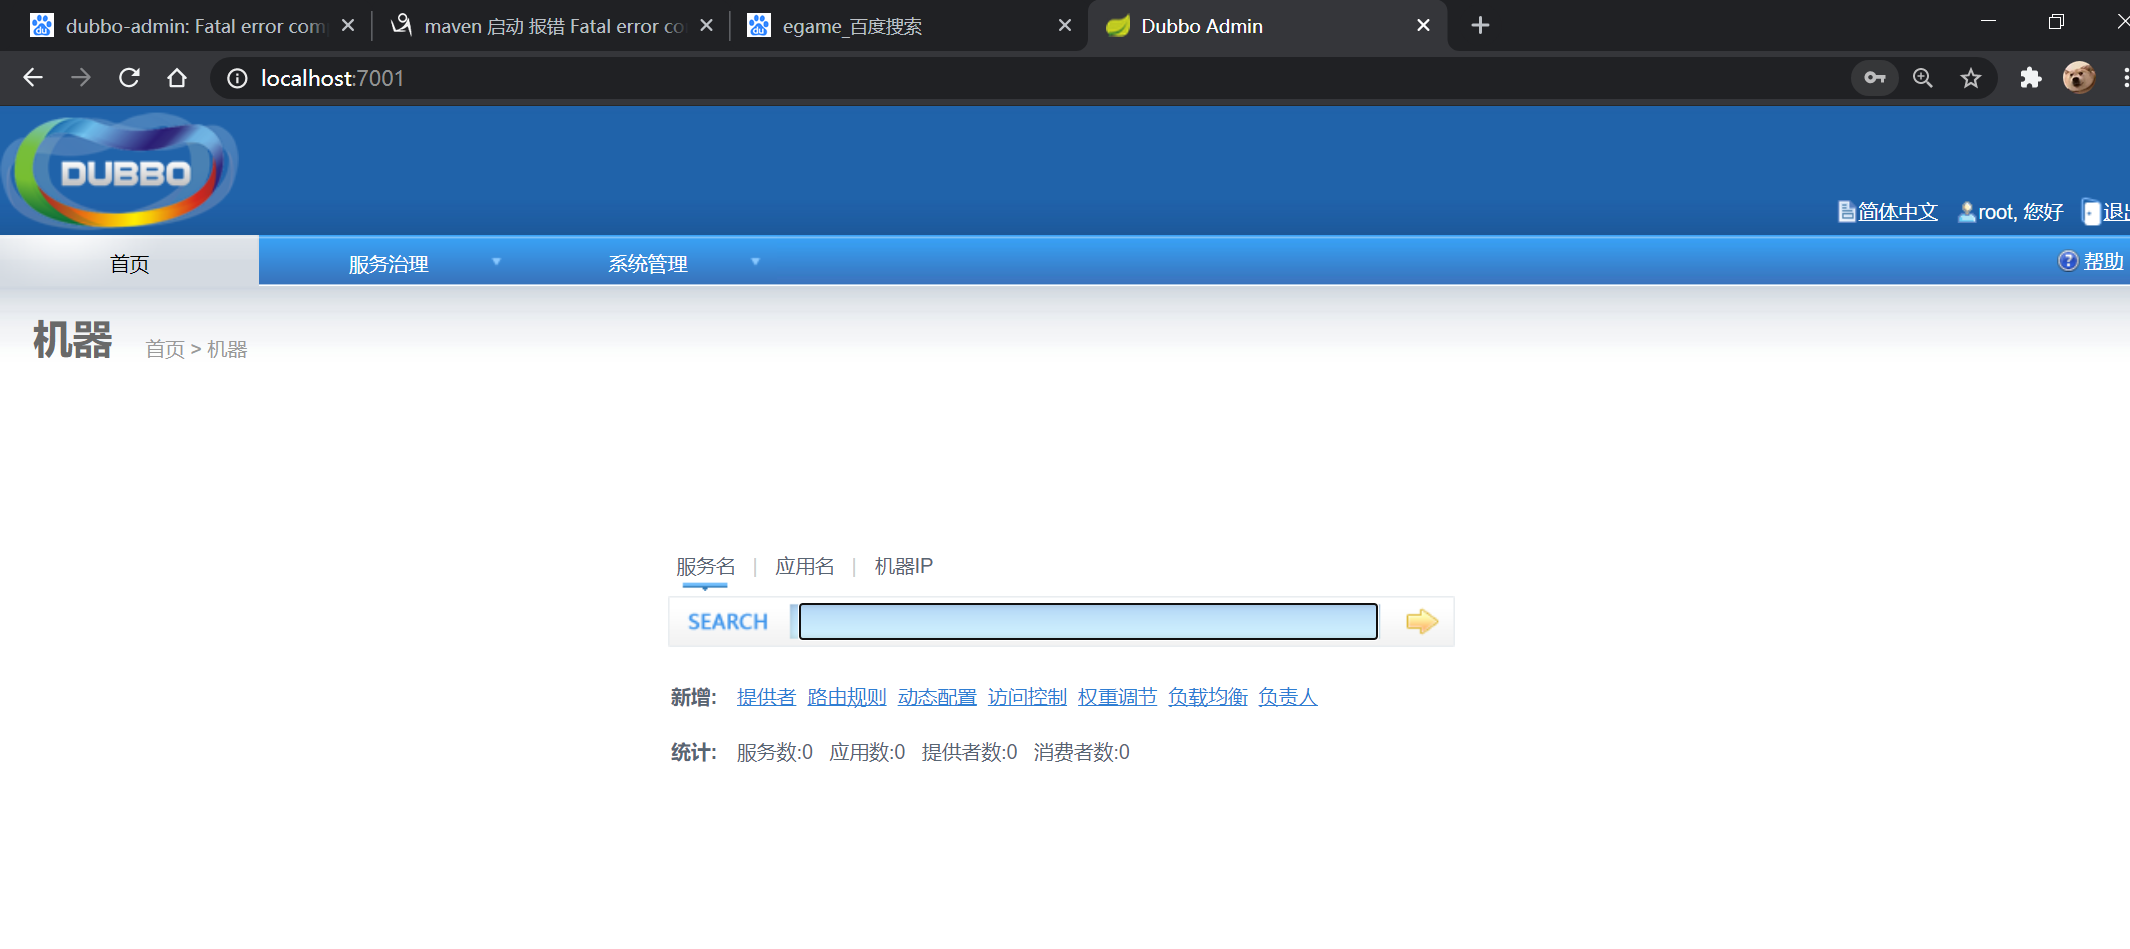 dubbo-admin: Fatal error com
maven 启动 报错 Fatal error co
egame_百度搜索
Dubbo Admin
localhost:7001
DUBBO
简体中文 root, 您好 退出
首页 服务治理 系统管理 帮助
机器 首页 > 机器
服务名 | 应用名 | 机器IP
SEARCH
新增: 提供者 路由规则 动态配置 访问控制 权重调节 负载均衡 负责人
统计: 服务数:0 应用数:0 提供者数:0 消费者数:0